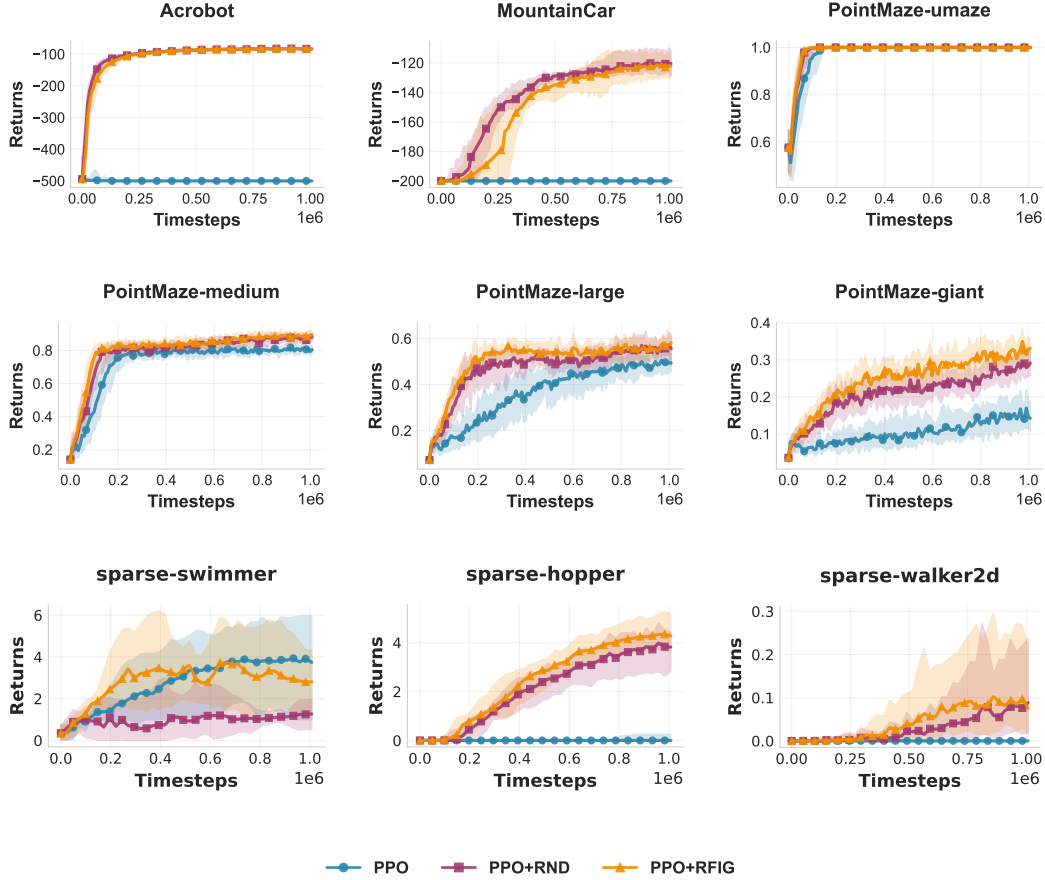 Acrobot
MountainCar
PointMaze-umaze
Returns
−100
−200
−300
−400
−500
0.00 0.25 0.50 0.75 1.00
Timesteps
1e6
Returns
−120
−140
−160
−180
−200
0.00 0.25 0.50 0.75 1.00
Timesteps
1e6
Returns
1.0
0.8
0.6
0.0 0.2 0.4 0.6 0.8 1.0
Timesteps
1e6
PointMaze-medium
PointMaze-large
PointMaze-giant
Returns
0.8
0.6
0.4
0.2
0.0 0.2 0.4 0.6 0.8 1.0
Timesteps
1e6
Returns
0.6
0.4
0.2
0.0 0.2 0.4 0.6 0.8 1.0
Timesteps
1e6
Returns
0.4
0.3
0.2
0.1
0.0 0.2 0.4 0.6 0.8 1.0
Timesteps
1e6
sparse-swimmer
sparse-hopper
sparse-walker2d
Returns
6
4
2
0
0.0 0.2 0.4 0.6 0.8 1.0
Timesteps
1e6
Returns
4
2
0
0.0 0.2 0.4 0.6 0.8 1.0
Timesteps
1e6
Returns
0.3
0.2
0.1
0.0
0.00 0.25 0.50 0.75 1.00
Timesteps
1e6
PPO PPO+RND PPO+RFIG